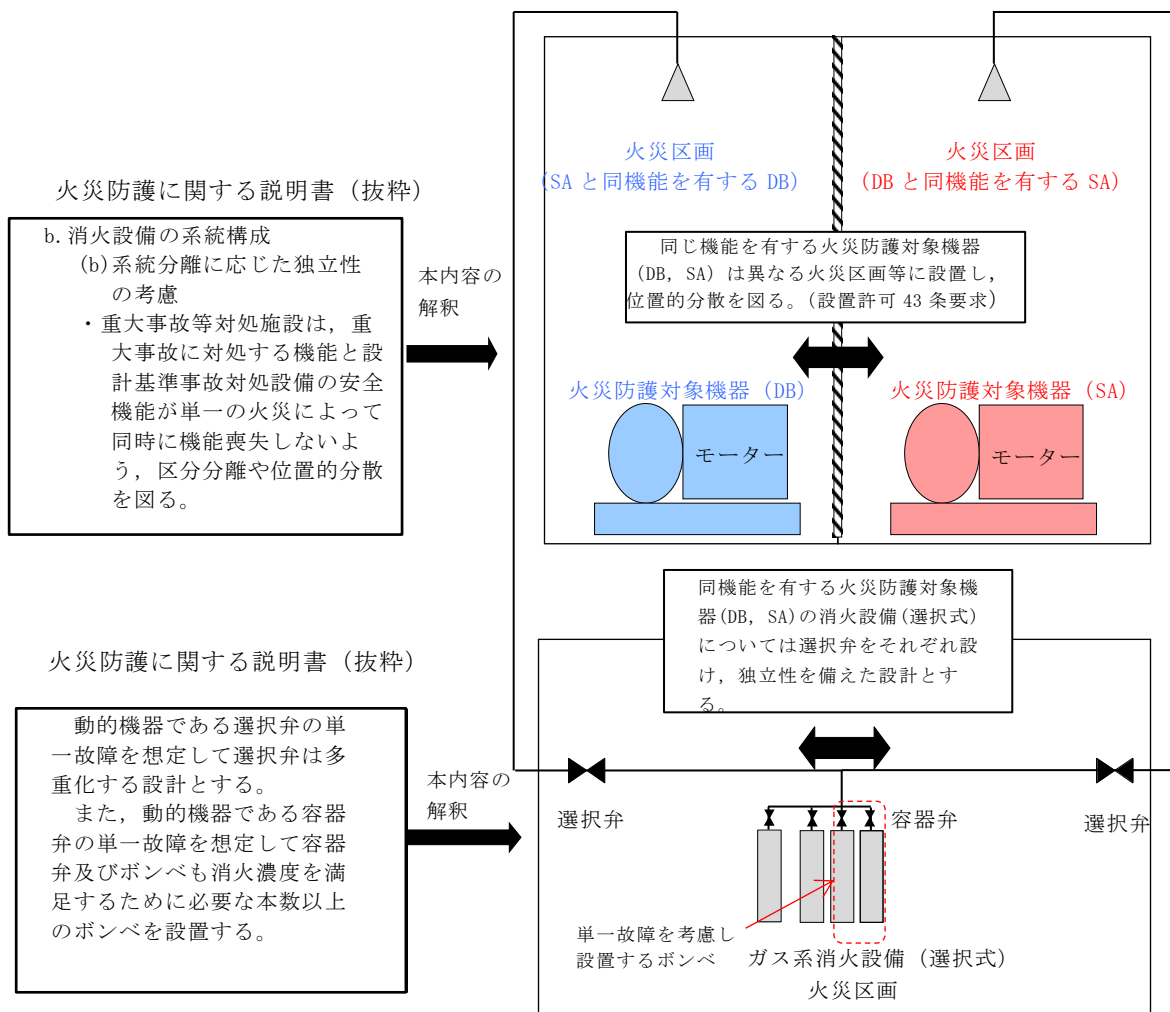 火災区画
(SA と同機能を有する DB)
火災区画
(DB と同機能を有する SA)
火災防護に関する説明書（抜粋）
b. 消火設備の系統構成
(b)系統分離に応じた独立性
の考慮
・重大事故等対処施設は，重
大事故に対処する機能と設
計基準事故対処設備の安全
機能が単一の火災によって
同時に機能喪失しないよ
う，区分分離や位置的分散
を図る。
本内容の
解釈
同じ機能を有する火災防護対象機器
(DB, SA) は異なる火災区画等に設置し，
位置的分散を図る。(設置許可 43 条要求)
火災防護対象機器 (DB)
火災防護対象機器 (SA)
モーター
モーター
同機能を有する火災防護対象機
器(DB, SA)の消火設備(選択式)
については選択弁をそれぞれ設
け，独立性を備えた設計とす
る。
火災防護に関する説明書（抜粋）
動的機器である選択弁の単
一故障を想定して選択弁は多
重化する設計とする。
また，動的機器である容器
弁の単一故障を想定して容器
弁及びボンベも消火濃度を満
足するために必要な本数以上
のボンベを設置する。
本内容の
解釈
選択弁
容器弁
選択弁
単一故障を考慮し
設置するボンベ
ガス系消火設備（選択式）
火災区画